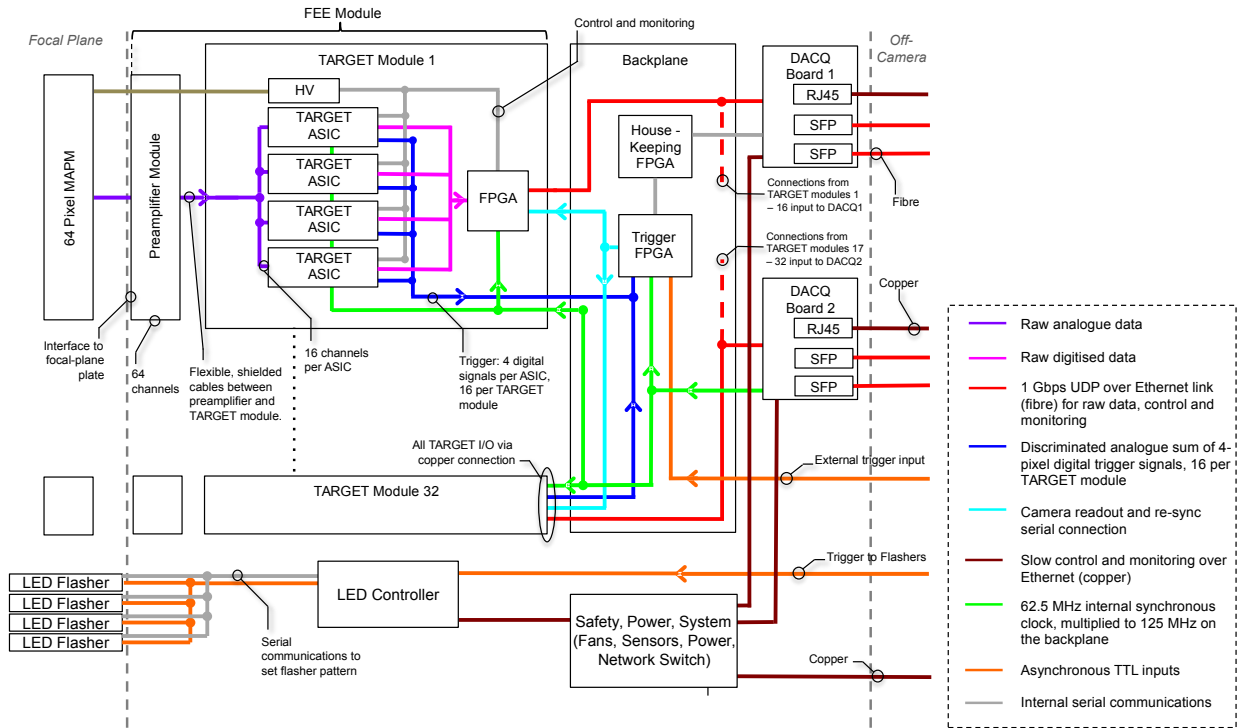 FEE Module
Control and monitoring
Focal Plane
Off-
Camera
TARGET Module 1
Backplane
DACQ
Board 1
HV
RJ45
TARGET
ASIC
SFP
House -
Keeping
FPGA
TARGET
ASIC
SFP
64 Pixel MAPM
Preamplifier Module
FPGA
Connections from
TARGET modules 1
– 16 input to DACQ1
Fibre
TARGET
ASIC
Trigger
FPGA
Connections from
TARGET modules 17
– 32 input to DACQ2
TARGET
ASIC
DACQ
Board 2
Copper
RJ45
SFP
SFP
Interface to
focal-plane
plate
64
channels
Flexible, shielded
cables between
preamplifier and
TARGET module.
16 channels
per ASIC
Trigger: 4 digital
signals per ASIC,
16 per TARGET
module
All TARGET I/O via
copper connection
External trigger input
TARGET Module 32
Trigger to Flashers
LED Flasher
LED Flasher
LED Flasher
LED Flasher
LED Controller
Safety, Power, System
(Fans, Sensors, Power,
Network Switch)
Serial
communications to
set flasher pattern
Copper
Raw analogue data
Raw digitised data
1 Gbps UDP over Ethernet link
(fibre) for raw data, control and
monitoring
Discriminated analogue sum of 4-
pixel digital trigger signals, 16 per
TARGET module
Camera readout and re-sync
serial connection
Slow control and monitoring over
Ethernet (copper)
62.5 MHz internal synchronous
clock, multiplied to 125 MHz on
the backplane
Asynchronous TTL inputs
Internal serial communications